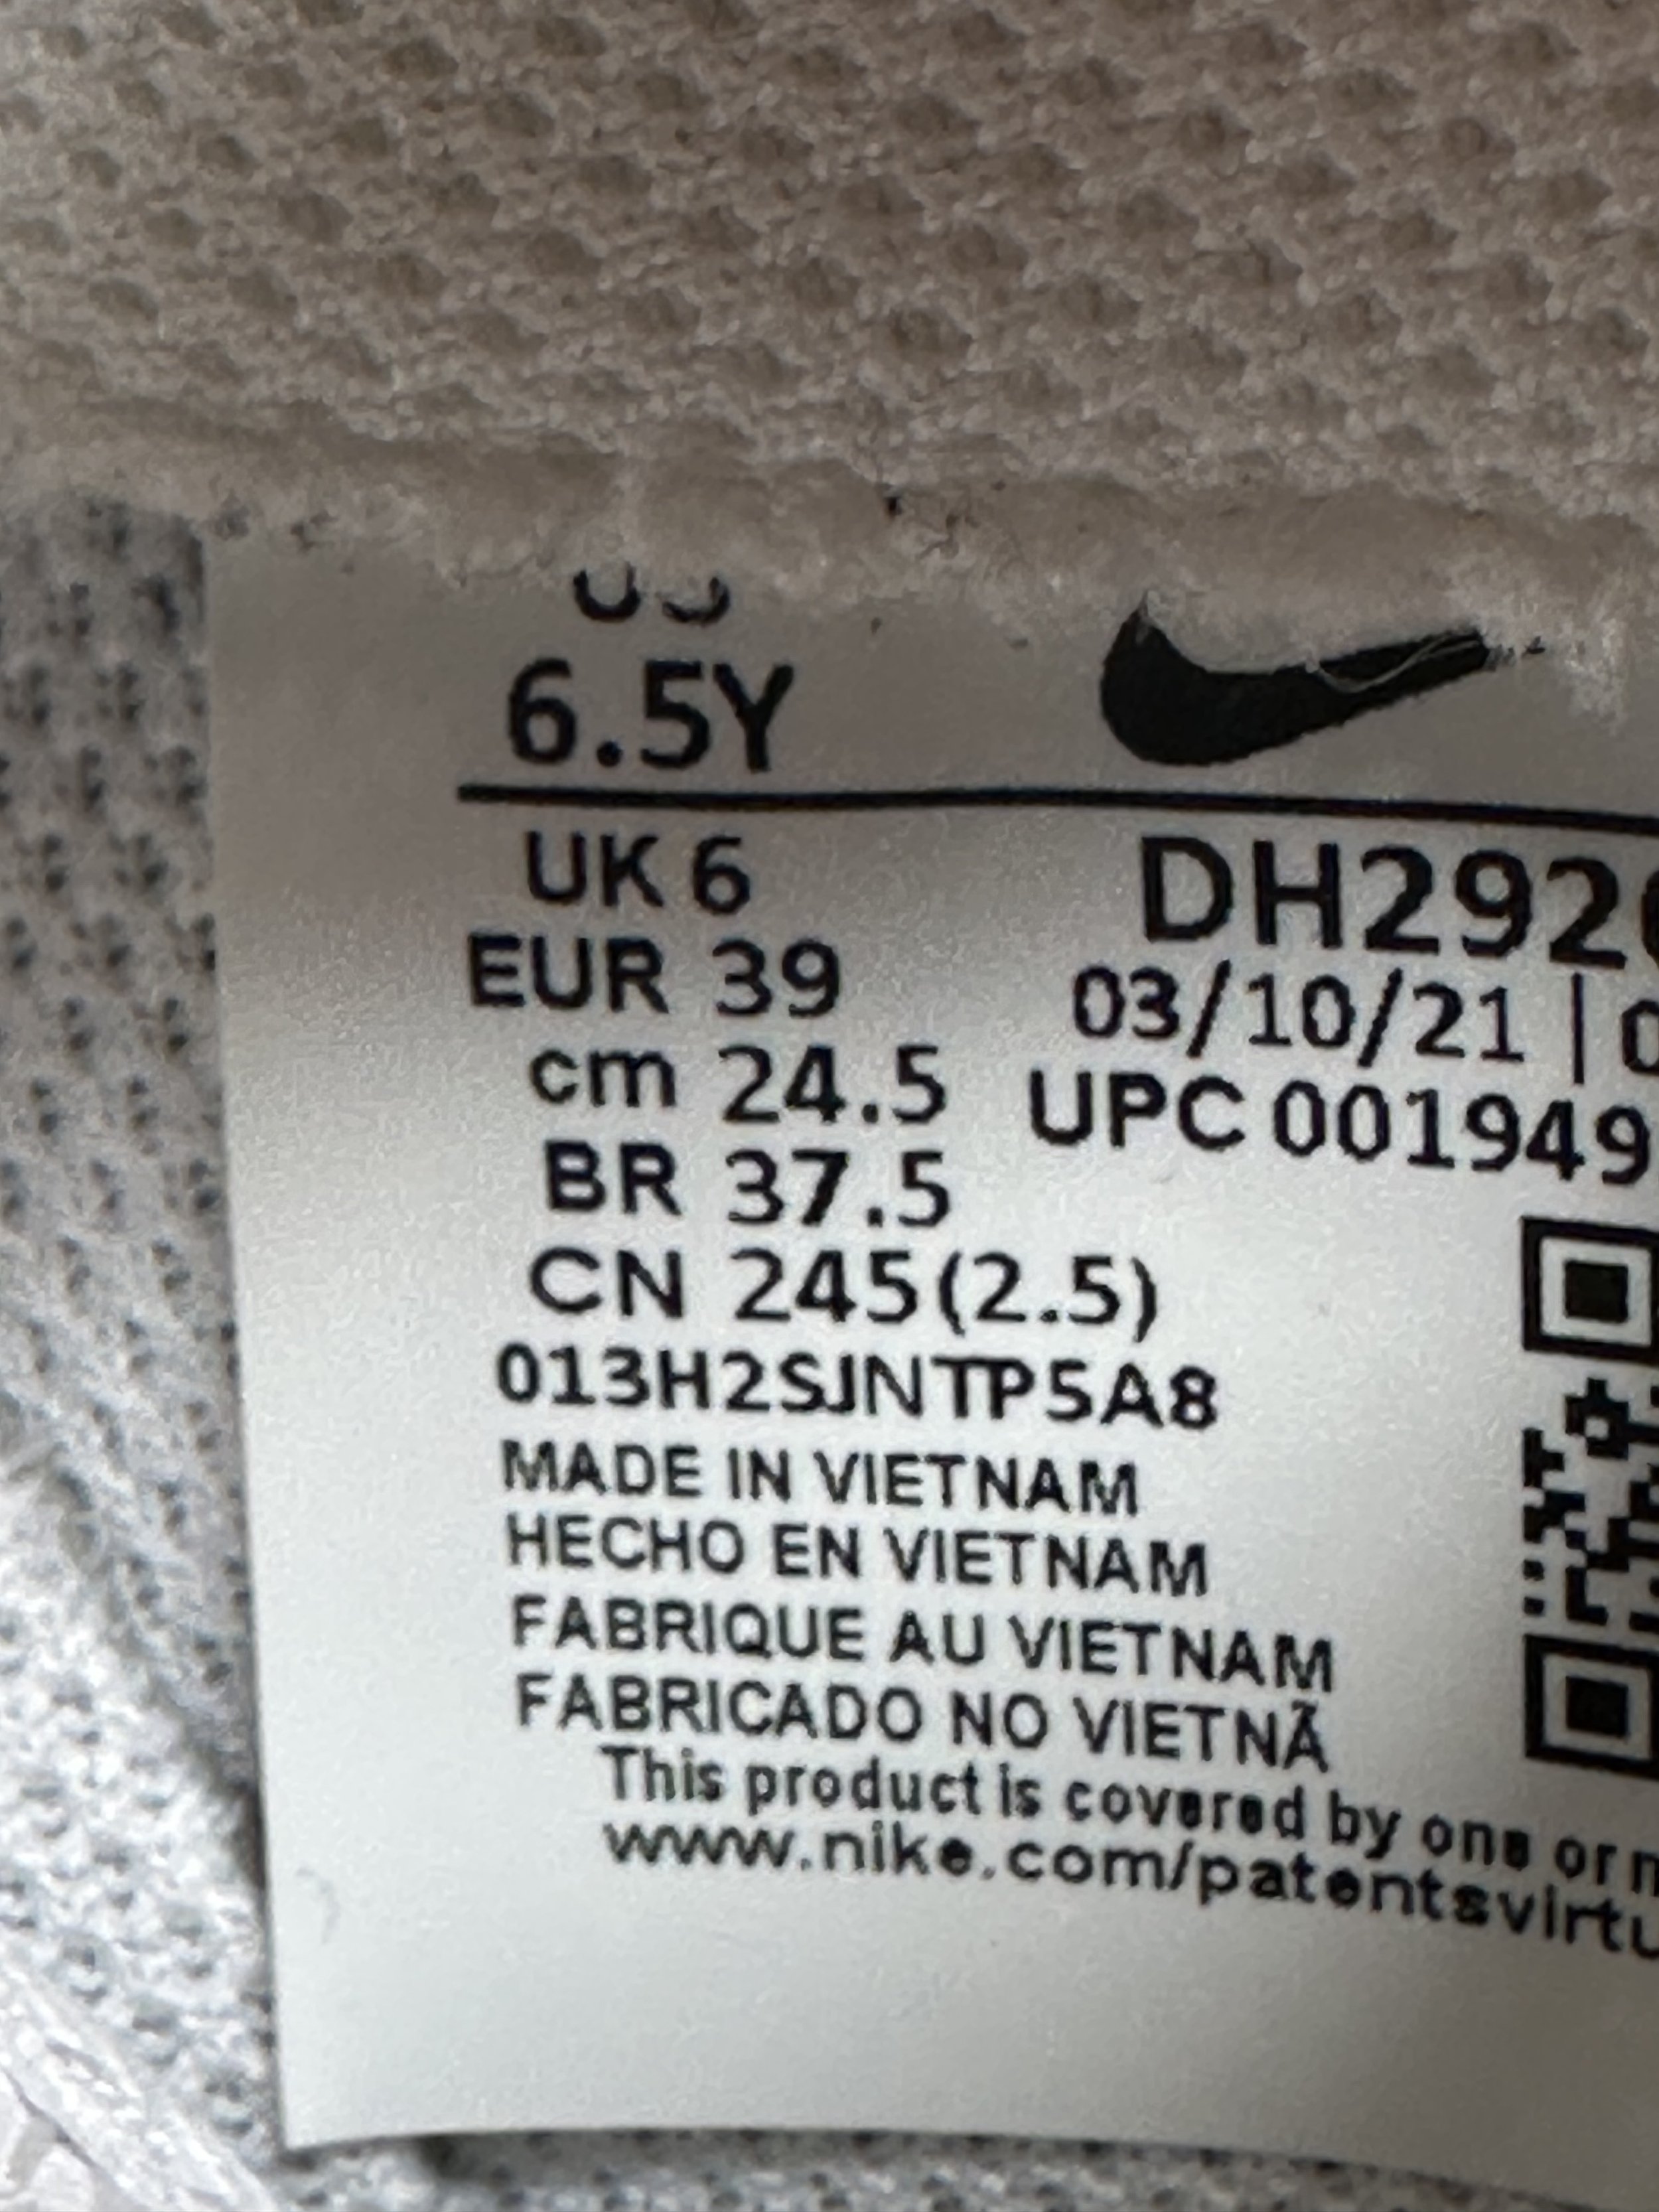 US
6.5Y
UK 6
EUR 39
cm 24.5
BR 37.5
CN 245(2.5)
DH292
03/10/21 | 0
UPC 001949
013H2SJNTP5A8
MADE IN VIETNAM
HECHO EN VIETNAM
FABRIQUE AU VIETNAM
FABRICADO NO VIETNÃ
This product is covered by one or
www.nike.com/patentsvirtu